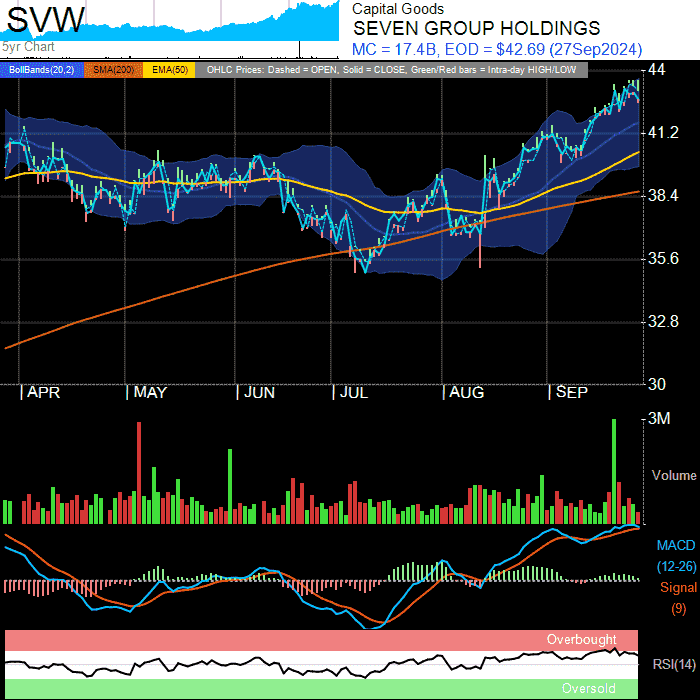 SVW
5yr Chart
Capital Goods
SEVEN GROUP HOLDINGS
MC = 17.4B, EOD = $42.69 (27Sep2024)
BollBands(20,2) SMA(200) EMA(50) OHLC Prices: Dashed = OPEN, Solid = CLOSE, Green/Red bars = Intra-day HIGH/LOW
44
41.2
38.4
35.6
32.8
30
| APR | MAY | JUN | JUL | AUG | SEP
3M
Volume
MACD
(12-26)
Signal
(9)
Overbought
RSI(14)
Oversold